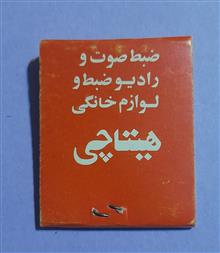 ضبط صوت و
رادیو ضبط و
لوازم خانگی
هیتاچی